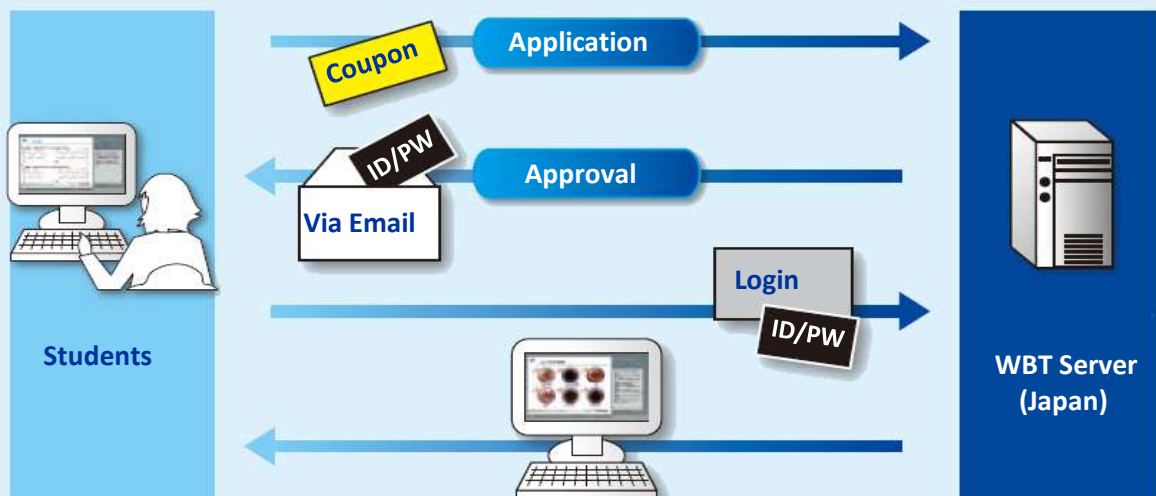 Application
Coupon
ID/PW
Approval
Via Email
Login
ID/PW
Students
WBT Server
(Japan)